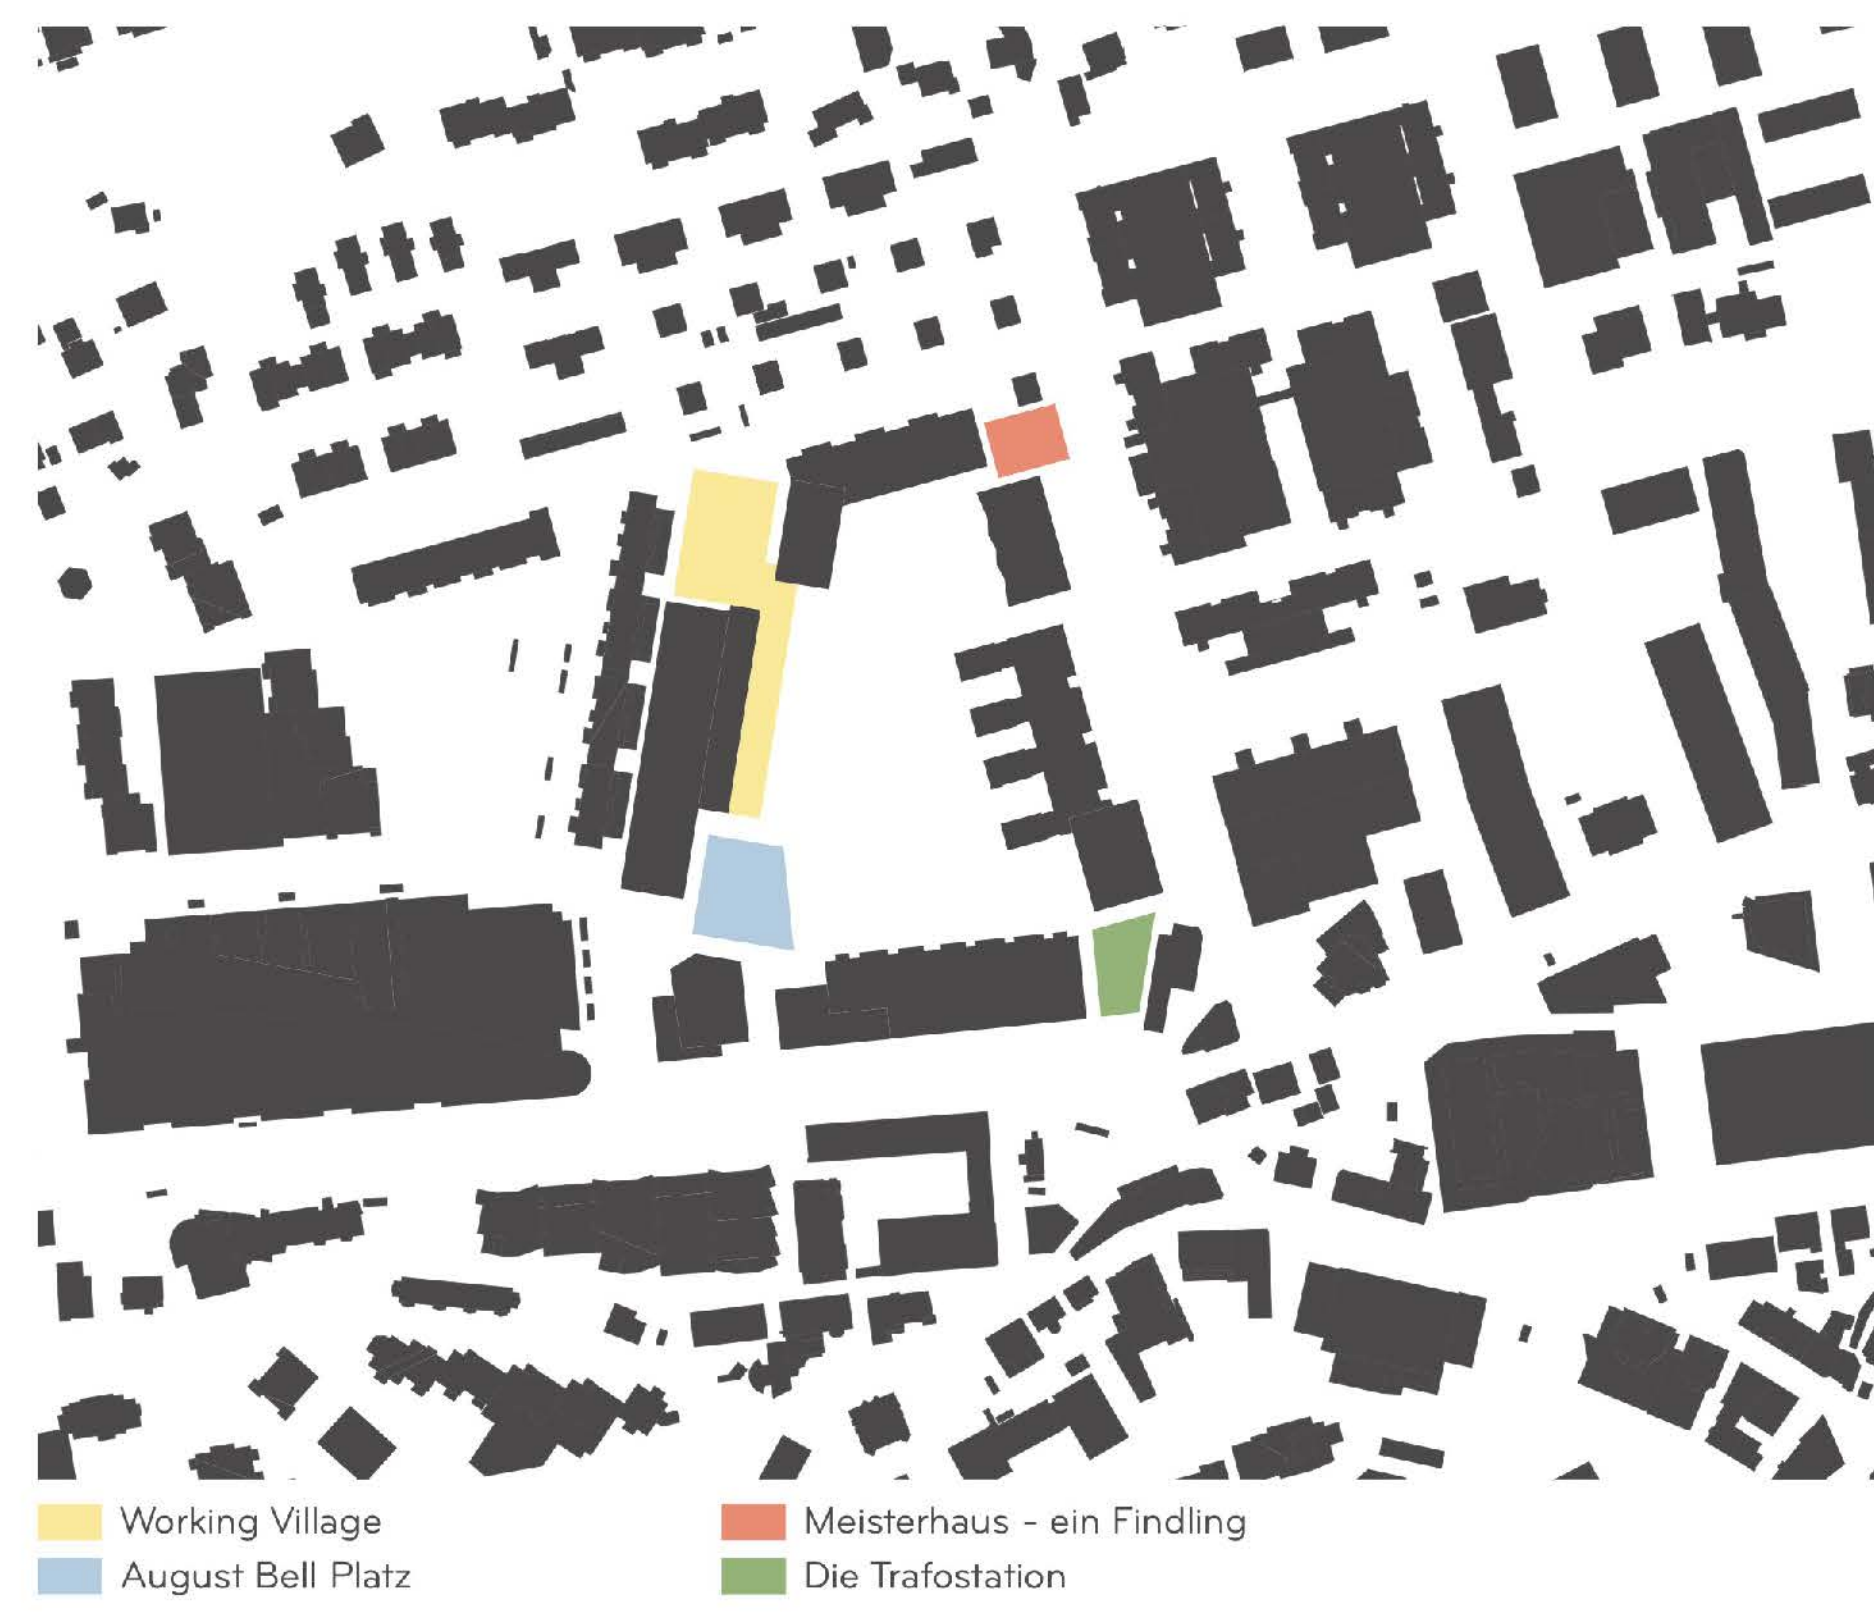 Working Village
August Bell Platz
Meisterhaus - ein Findling
Die Trafostation